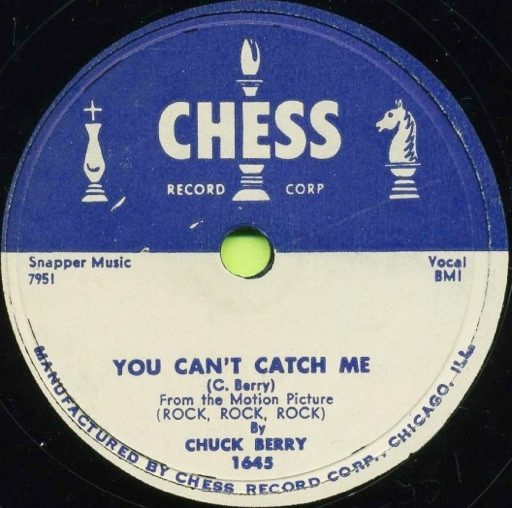 CHESS
RECORD CORP
Snapper Music
7951
Vocal
BMI
YOU CAN'T CATCH ME
(C. Berry)
From the Motion Picture
(ROCK, ROCK, ROCK)
By
CHUCK BERRY
1645
MANUFACTURED BY CHESS RECORD CORP., CHICAGO, ILL.